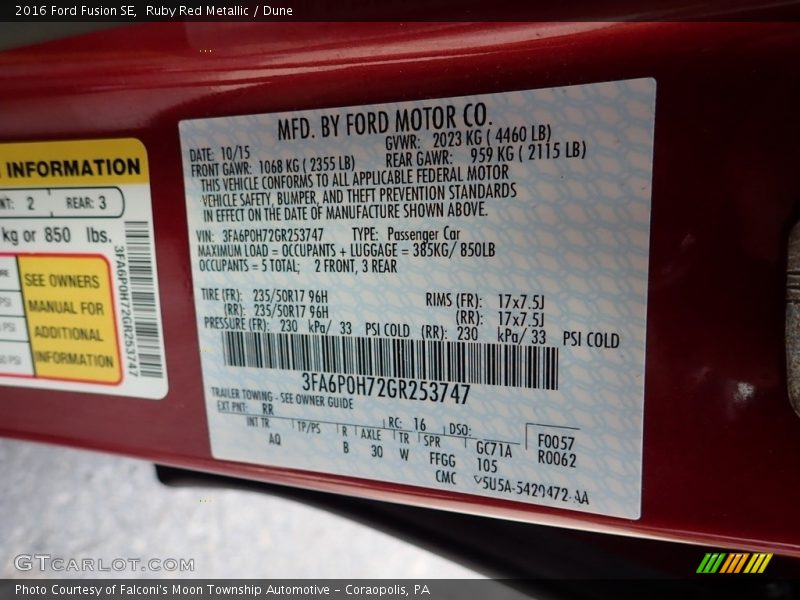 2016 Ford Fusion SE, Ruby Red Metallic / Dune
INFORMATION
NT: 2 REAR: 3
kg or 850 lbs.
SEE OWNERS
MANUAL FOR
ADDITIONAL
INFORMATION
3FA6P0H72GR253747
MFD. BY FORD MOTOR CO.
DATE: 10/15 GVWR: 2023 KG ( 4460 LB)
FRONT GAWR: 1068 KG ( 2355 LB) REAR GAWR: 959 KG ( 2115 LB)
THIS VEHICLE CONFORMS TO ALL APPLICABLE FEDERAL MOTOR
VEHICLE SAFETY, BUMPER, AND THEFT PREVENTION STANDARDS
IN EFFECT ON THE DATE OF MANUFACTURE SHOWN ABOVE.
VIN: 3FA6P0H72GR253747 TYPE: Passenger Car
MAXIMUM LOAD = OCCUPANTS + LUGGAGE = 385KG/ 850LB
OCCUPANTS = 5 TOTAL; 2 FRONT, 3 REAR
TIRE (FR): 235/50R17 96H RIMS (FR): 17x7.5J
(RR): 235/50R17 96H (RR): 17x7.5J
PRESSURE (FR): 230 kPa/ 33 PSI COLD (RR): 230 kPa/ 33 PSI COLD
3FA6P0H72GR253747
TRAILER TOWING - SEE OWNER GUIDE
EXT PNT: RR RC: 16 DSO:
INT TR TP/PS R AXLE TR SPR GC71A F0057
AQ B 30 W FFGG 105 R0062
CMC 5U5A-5420472-AA
GTCARLOT.COM
Photo Courtesy of Falconi's Moon Township Automotive - Coraopolis, PA